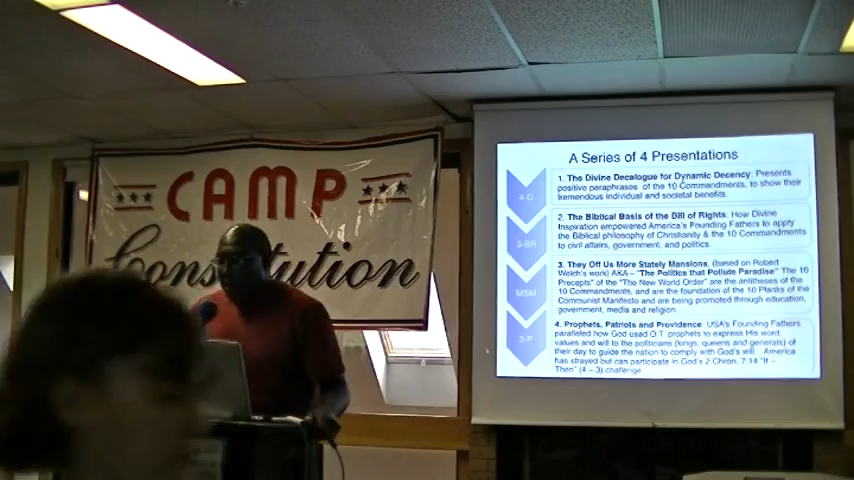 CAMP
Constitution
A Series of 4 Presentations
4-D
1. The Divine Decalogue for Dynamic Decency: Presents
positive paraphrases of the 10 Commandments, to show their
tremendous individual and societal benefits.
3-BR
2. The Biblical Basis of the Bill of Rights: How Divine
Inspiration empowered America's Founding Fathers to apply
the Biblical philosophy of Christianity & the 10 Commandments
to civil affairs, government, and politics.
MSM
3. They Off Us More Stately Mansions, (based on Robert
Welch's work) AKA – "The Politics that Pollute Paradise" The 10
Precepts" of the "The New World Order" are the antitheses of the
10 Commandments, and are the foundation of the 10 Planks of the
Communist Manifesto and are being promoted through education,
government, media and religion.
3-P
4. Prophets, Patriots and Providence: USA's Founding Fathers
paralleled how God used O.T. prophets to express His word,
values and will to the politicians (kings, queens and generals) of
their day to guide the nation to comply with God's will. America
has strayed but can participate in God's 2 Chron. 7:14 "If –
Then" (4 – 3) challenge